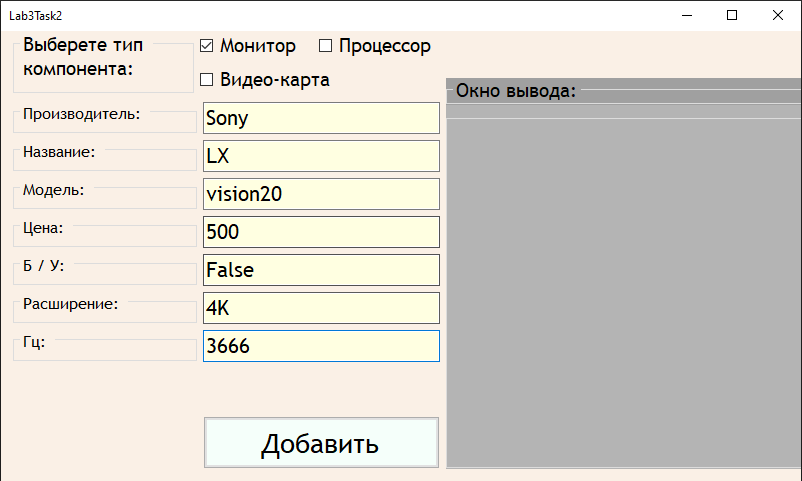 Lab3Task2
Выберете тип
компонента:
Монитор
Процессор
Видео-карта
Производитель:
Sony
Название:
LX
Модель:
vision20
Цена:
500
Б / У:
False
Расширение:
4K
Гц:
3666
Добавить
Окно вывода: